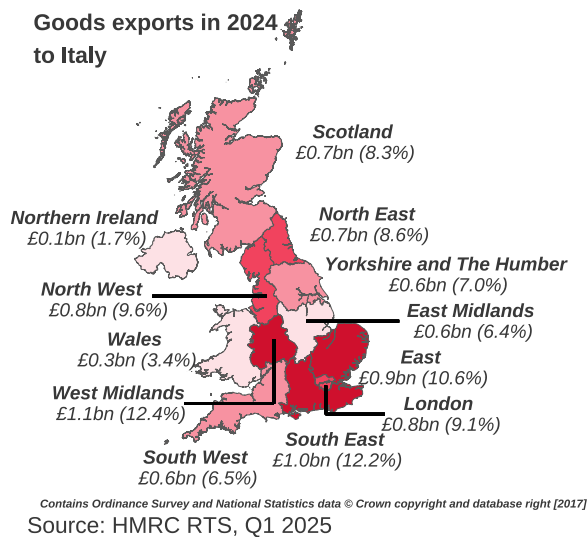 Goods exports in 2024
to Italy
Scotland
£0.7bn (8.3%)
Northern Ireland
£0.1bn (1.7%)
North East
£0.7bn (8.6%)
Yorkshire and The Humber
£0.6bn (7.0%)
North West
£0.8bn (9.6%)
East Midlands
£0.6bn (6.4%)
Wales
£0.3bn (3.4%)
East
£0.9bn (10.6%)
West Midlands
£1.1bn (12.4%)
London
£0.8bn (9.1%)
South East
£1.0bn (12.2%)
South West
£0.6bn (6.5%)
Contains Ordinance Survey and National Statistics data © Crown copyright and database right [2017]
Source: HMRC RTS, Q1 2025